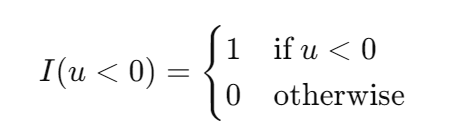 I(u < 0) = { 1 if u < 0
0 otherwise